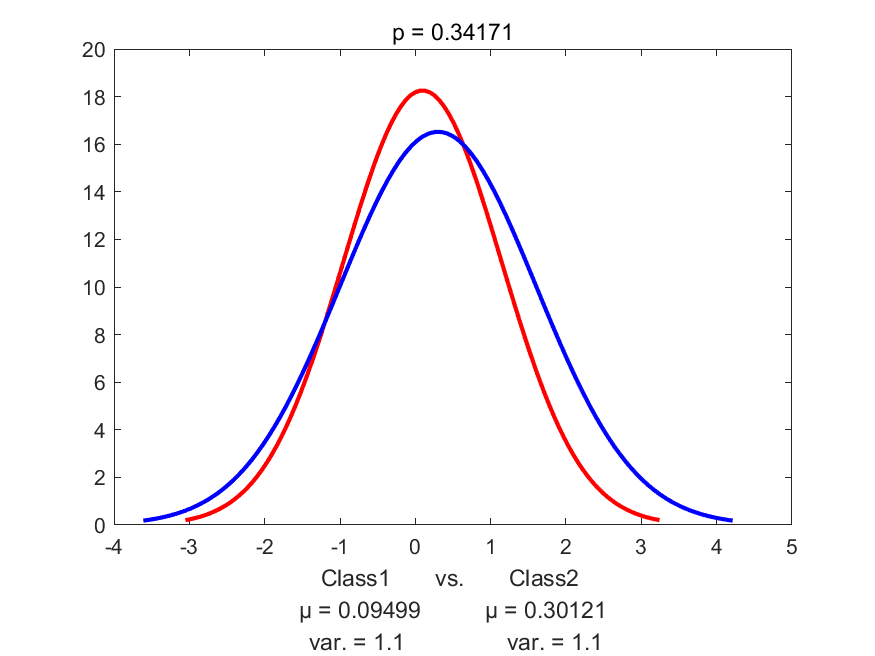 p = 0.34171
20
18
16
14
12
10
8
6
4
2
0
-4 -3 -2 -1 0 1 2 3 4 5
Class1 vs. Class2
μ = 0.09499 μ = 0.30121
var. = 1.1 var. = 1.1